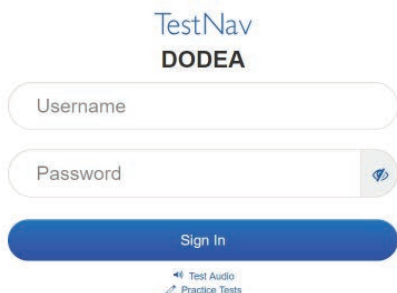 TestNav
DODEA
Username
Password
Sign In
Test Audio
Practice Tests